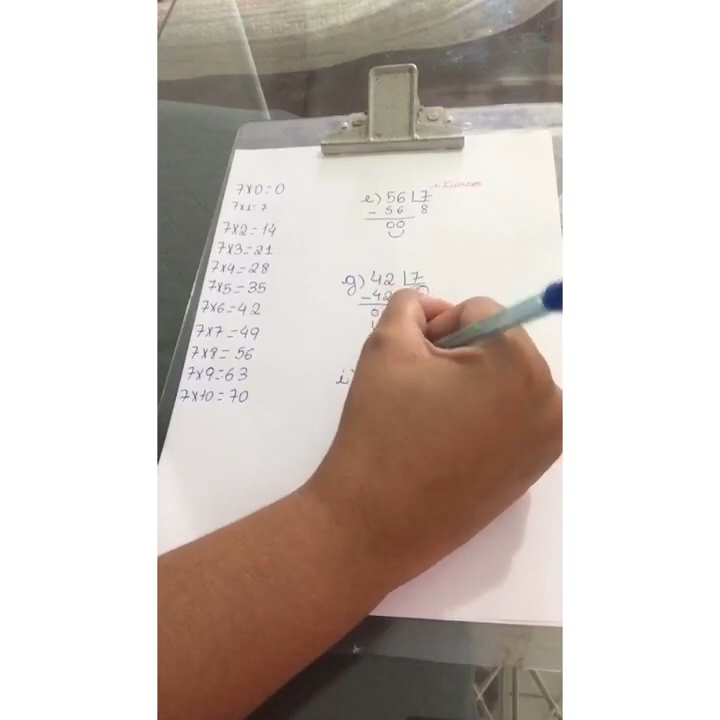 7x0=0
7x1=7
7x2=14
7x3=21
7x4=28
7x5=35
7x6=42
7x7=49
7x8=56
7x9=63
7x10=70
e) 56 7
-56 8
00
g) 42 7
-42
0
i)